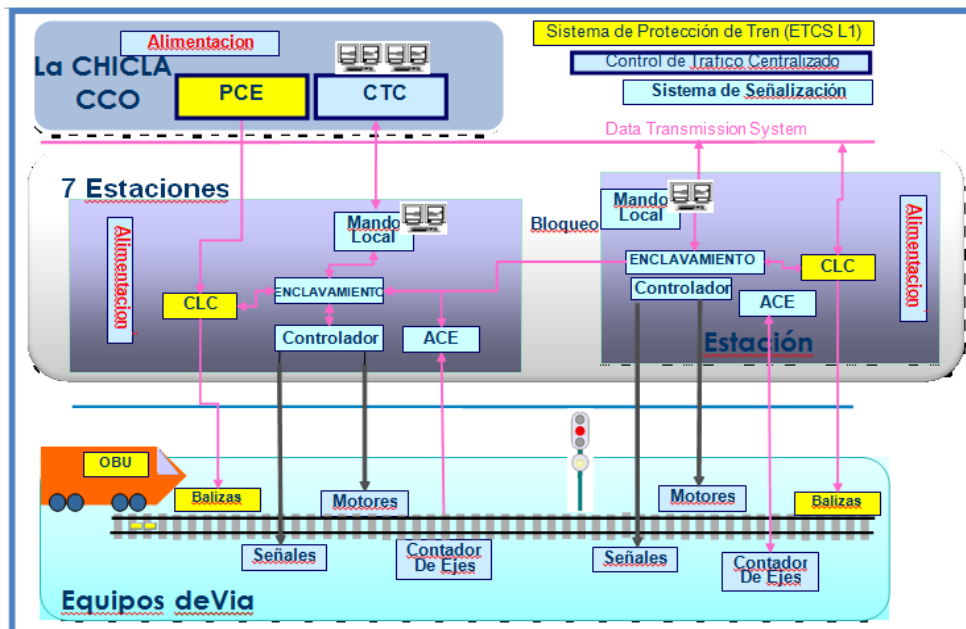 Sistema de Protección de Tren (ETCS L1)
Control de Trafico Centralizado
Sistema de Señalización
Alimentacion
La CHICLA
CCO
PCE
CTC
Data Transmission System
7 Estaciones
Alimentacion
Mando
Local
Bloqueo
Mando
Local
Alimentacion
ENCLAVAMIENTO
CLC
ENCLAVAMIENTO
CLC
Controlador
ACE
Controlador
ACE
Estación
OBU
Balizas
Motores
Motores
Balizas
Señales
Contador
De Ejes
Señales
Contador
De Ejes
Equipos deVia